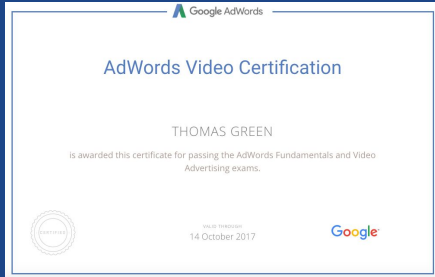 Google AdWords
AdWords Video Certification
THOMAS GREEN
is awarded this certificate for passing the AdWords Fundamentals and Video
Advertising exams.
CERTIFIED
VALID THROUGH
14 October 2017
Google